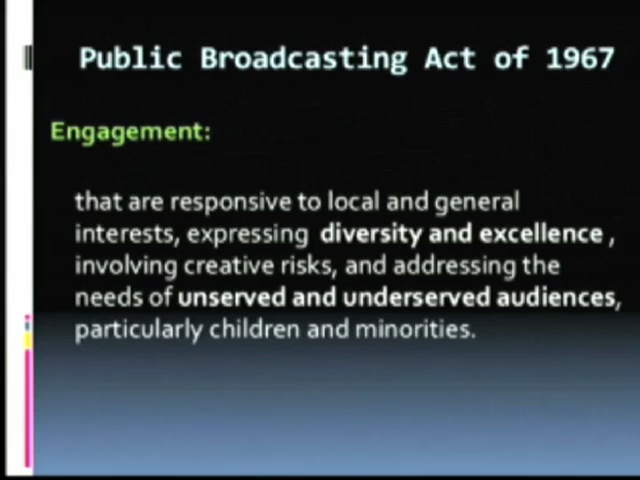 Public Broadcasting Act of 1967
Engagement:
that are responsive to local and general
interests, expressing diversity and excellence ,
involving creative risks, and addressing the
needs of unserved and underserved audiences,
particularly children and minorities.